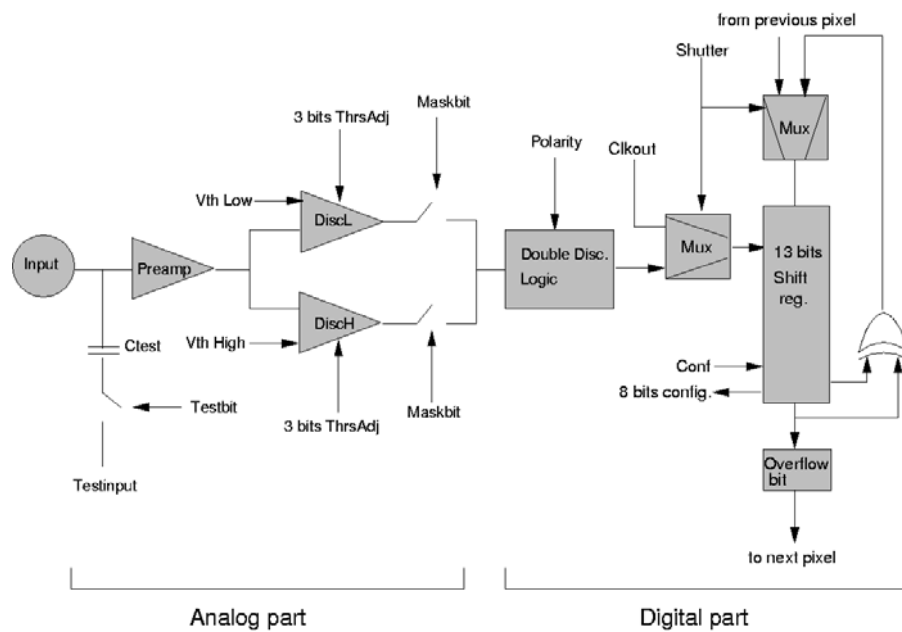 from previous pixel
Shutter
Mux
Maskbit
3 bits ThrsAdj
Polarity
Clkout
Vth Low
DiscL
Input
Preamp
Double Disc.
Logic
Mux
13 bits
Shift
reg.
DiscH
Vth High
Ctest
Conf
8 bits config.
Testbit
3 bits ThrsAdj
Maskbit
Testinput
Overflow
bit
to next pixel
Analog part
Digital part